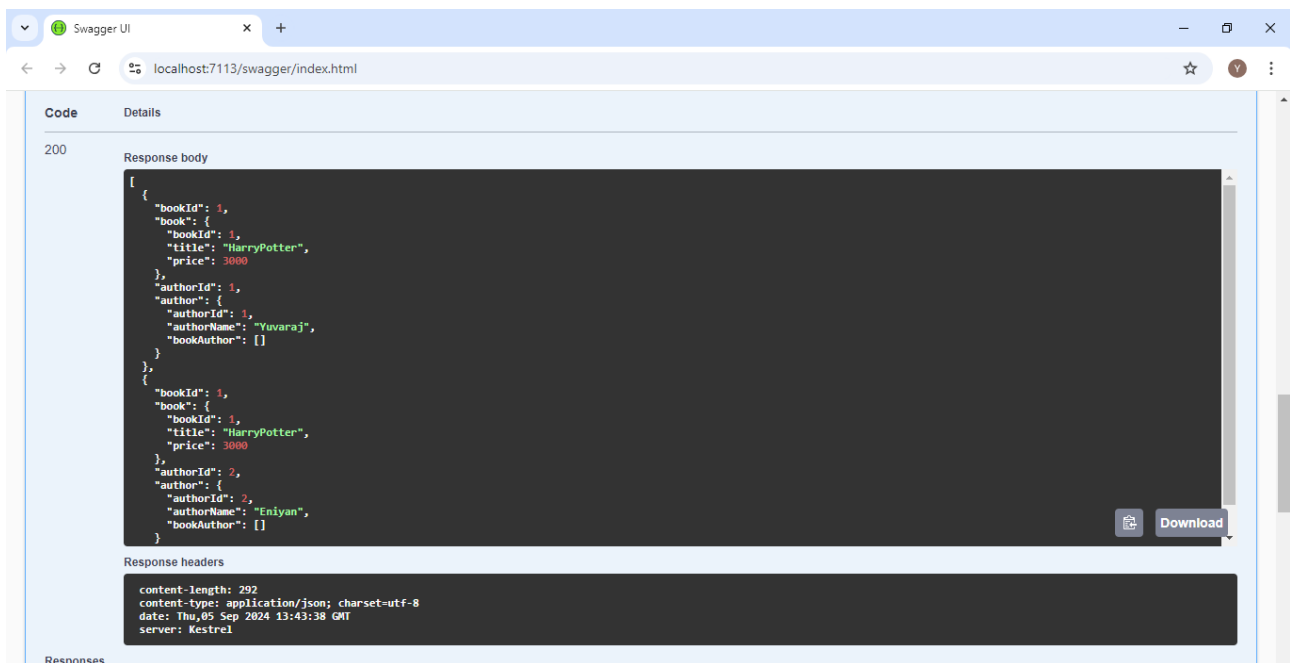 Swagger UI
localhost:7113/swagger/index.html
Y
Code Details
200
Response body
[
  {
    "bookId": 1,
    "book": {
      "bookId": 1,
      "title": "HarryPotter",
      "price": 3000
    },
    "authorId": 1,
    "author": {
      "authorId": 1,
      "authorName": "Yuvaraj",
      "bookAuthor": []
    }
  },
  {
    "bookId": 1,
    "book": {
      "bookId": 1,
      "title": "HarryPotter",
      "price": 3000
    },
    "authorId": 2,
    "author": {
      "authorId": 2,
      "authorName": "Eniyan",
      "bookAuthor": []
    }
Download
Response headers
content-length: 292
content-type: application/json; charset=utf-8
date: Thu,05 Sep 2024 13:43:38 GMT
server: Kestrel
Responses